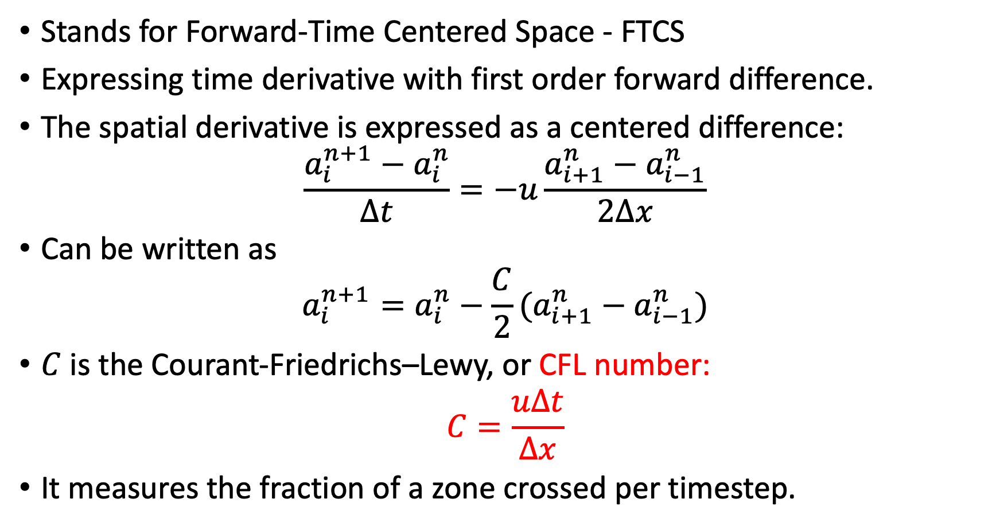 • Stands for Forward-Time Centered Space - FTCS
• Expressing time derivative with first order forward difference.
• The spatial derivative is expressed as a centered difference:
$\frac{a_i^{n+1} - a_i^n}{\Delta t} = -u \frac{a_{i+1}^n - a_{i-1}^n}{2\Delta x}$
• Can be written as
$a_i^{n+1} = a_i^n - \frac{C}{2}(a_{i+1}^n - a_{i-1}^n)$
• $C$ is the Courant-Friedrichs–Lewy, or CFL number:
$C = \frac{u\Delta t}{\Delta x}$
• It measures the fraction of a zone crossed per timestep.